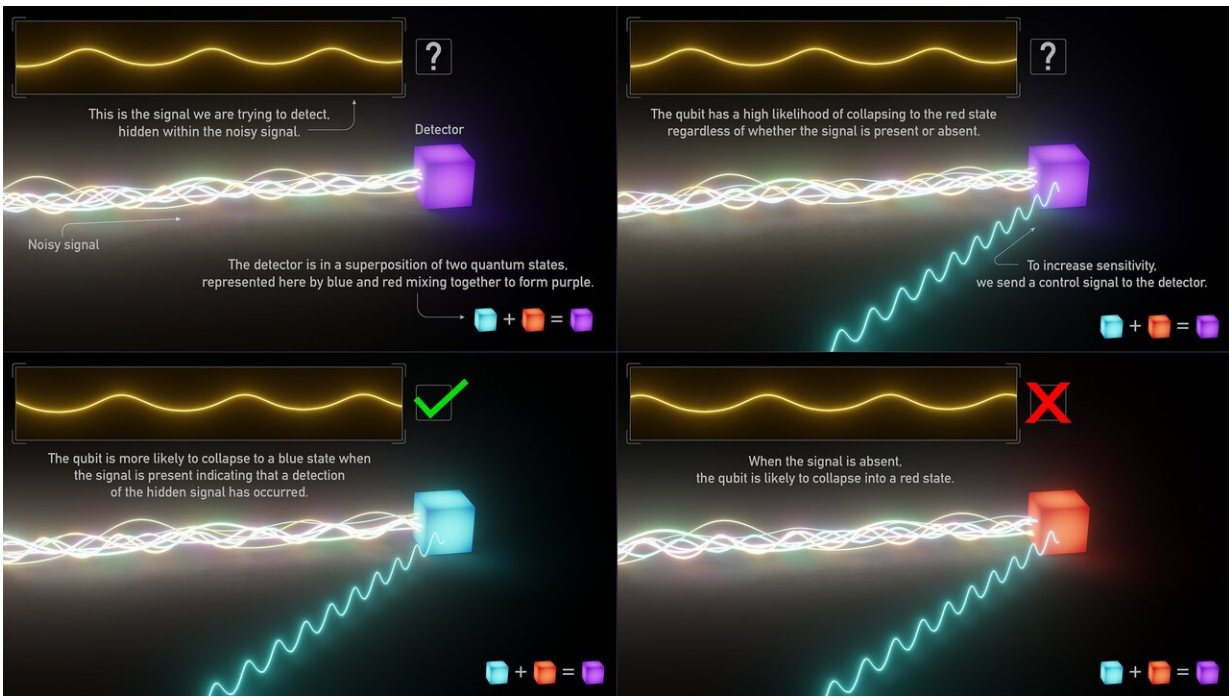 ?
This is the signal we are trying to detect,
hidden within the noisy signal.
Detector
Noisy signal
The detector is in a superposition of two quantum states,
represented here by blue and red mixing together to form purple.
+ =
?
The qubit has a high likelihood of collapsing to the red state
regardless of whether the signal is present or absent.
To increase sensitivity,
we send a control signal to the detector.
+ =
The qubit is more likely to collapse to a blue state when
the signal is present indicating that a detection
of the hidden signal has occurred.
+ =
When the signal is absent,
the qubit is likely to collapse into a red state.
+ =